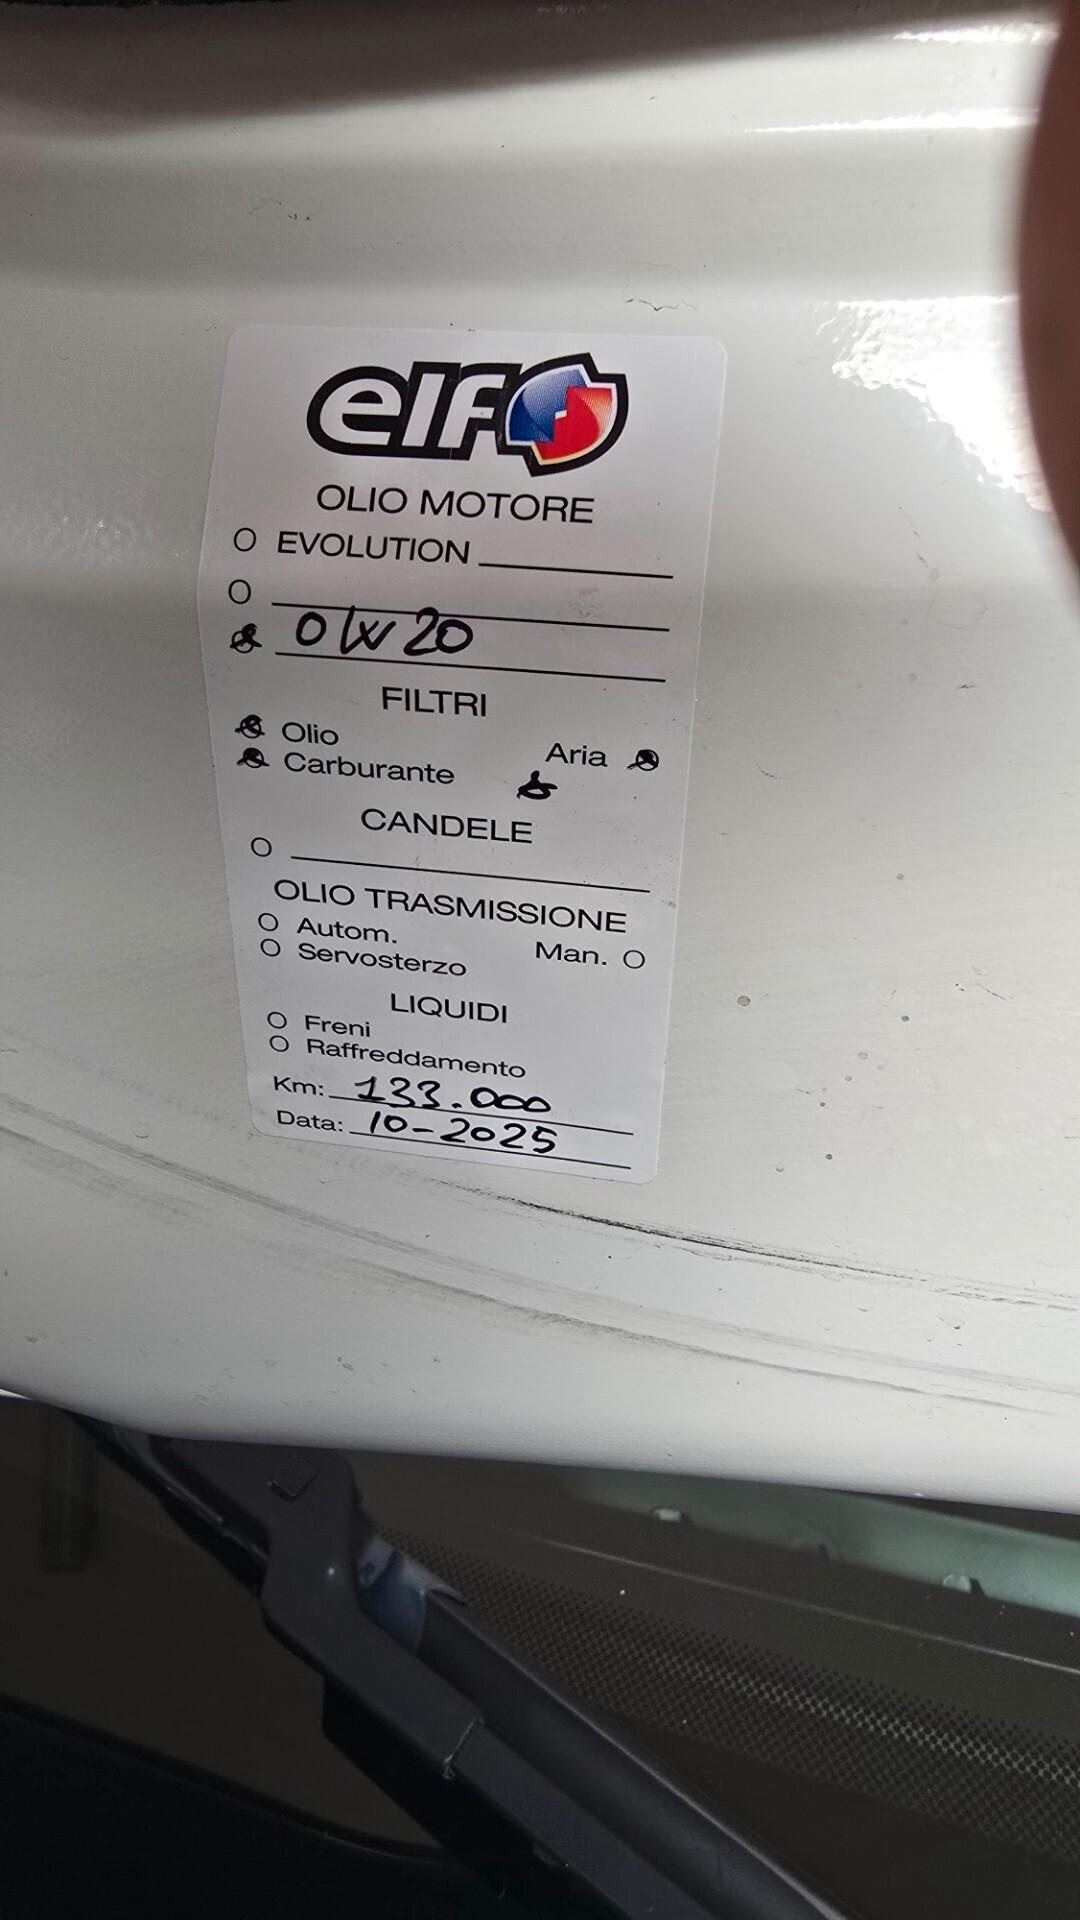 elf
OLIO MOTORE
O EVOLUTION
O
0W20
FILTRI
Olio Aria
Carburante
CANDELE
O
OLIO TRASMISSIONE
O Autom. Man. O
O Servosterzo
LIQUIDI
O Freni
O Raffreddamento
Km: 133.000
Data: 10-2025